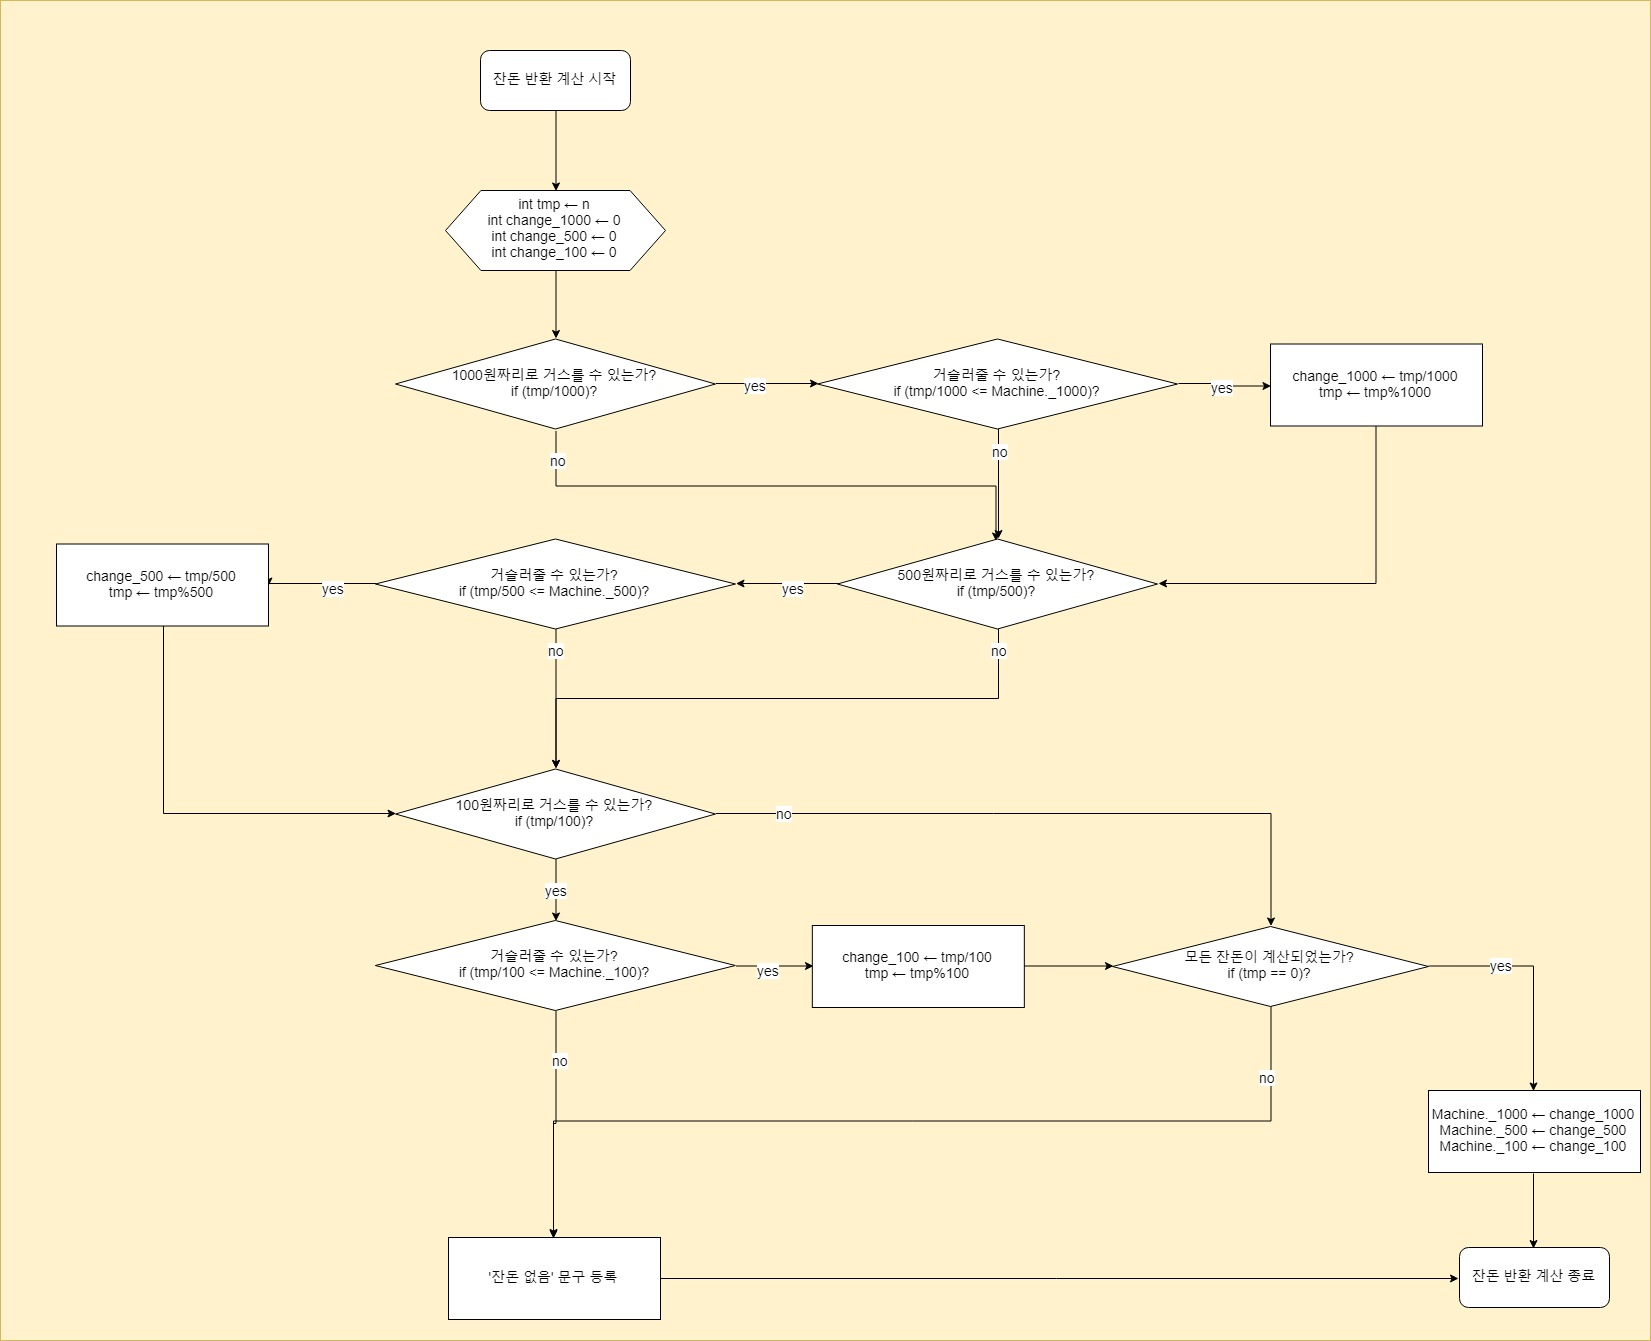 잔돈 반환 계산 시작
int tmp ← n
int change_1000 ← 0
int change_500 ← 0
int change_100 ← 0
1000원짜리로 거스를 수 있는가?
if (tmp/1000)?
yes
거슬러줄 수 있는가?
if (tmp/1000 <= Machine._1000)?
yes
change_1000 ← tmp/1000
tmp ← tmp%1000
no
no
change_500 ← tmp/500
tmp ← tmp%500
yes
거슬러줄 수 있는가?
if (tmp/500 <= Machine._500)?
yes
500원짜리로 거스를 수 있는가?
if (tmp/500)?
no
no
100원짜리로 거스를 수 있는가?
if (tmp/100)?
no
yes
거슬러줄 수 있는가?
if (tmp/100 <= Machine._100)?
yes
change_100 ← tmp/100
tmp ← tmp%100
모든 잔돈이 계산되었는가?
if (tmp == 0)?
yes
no
no
Machine._1000 ← change_1000
Machine._500 ← change_500
Machine._100 ← change_100
'잔돈 없음' 문구 등록
잔돈 반환 계산 종료